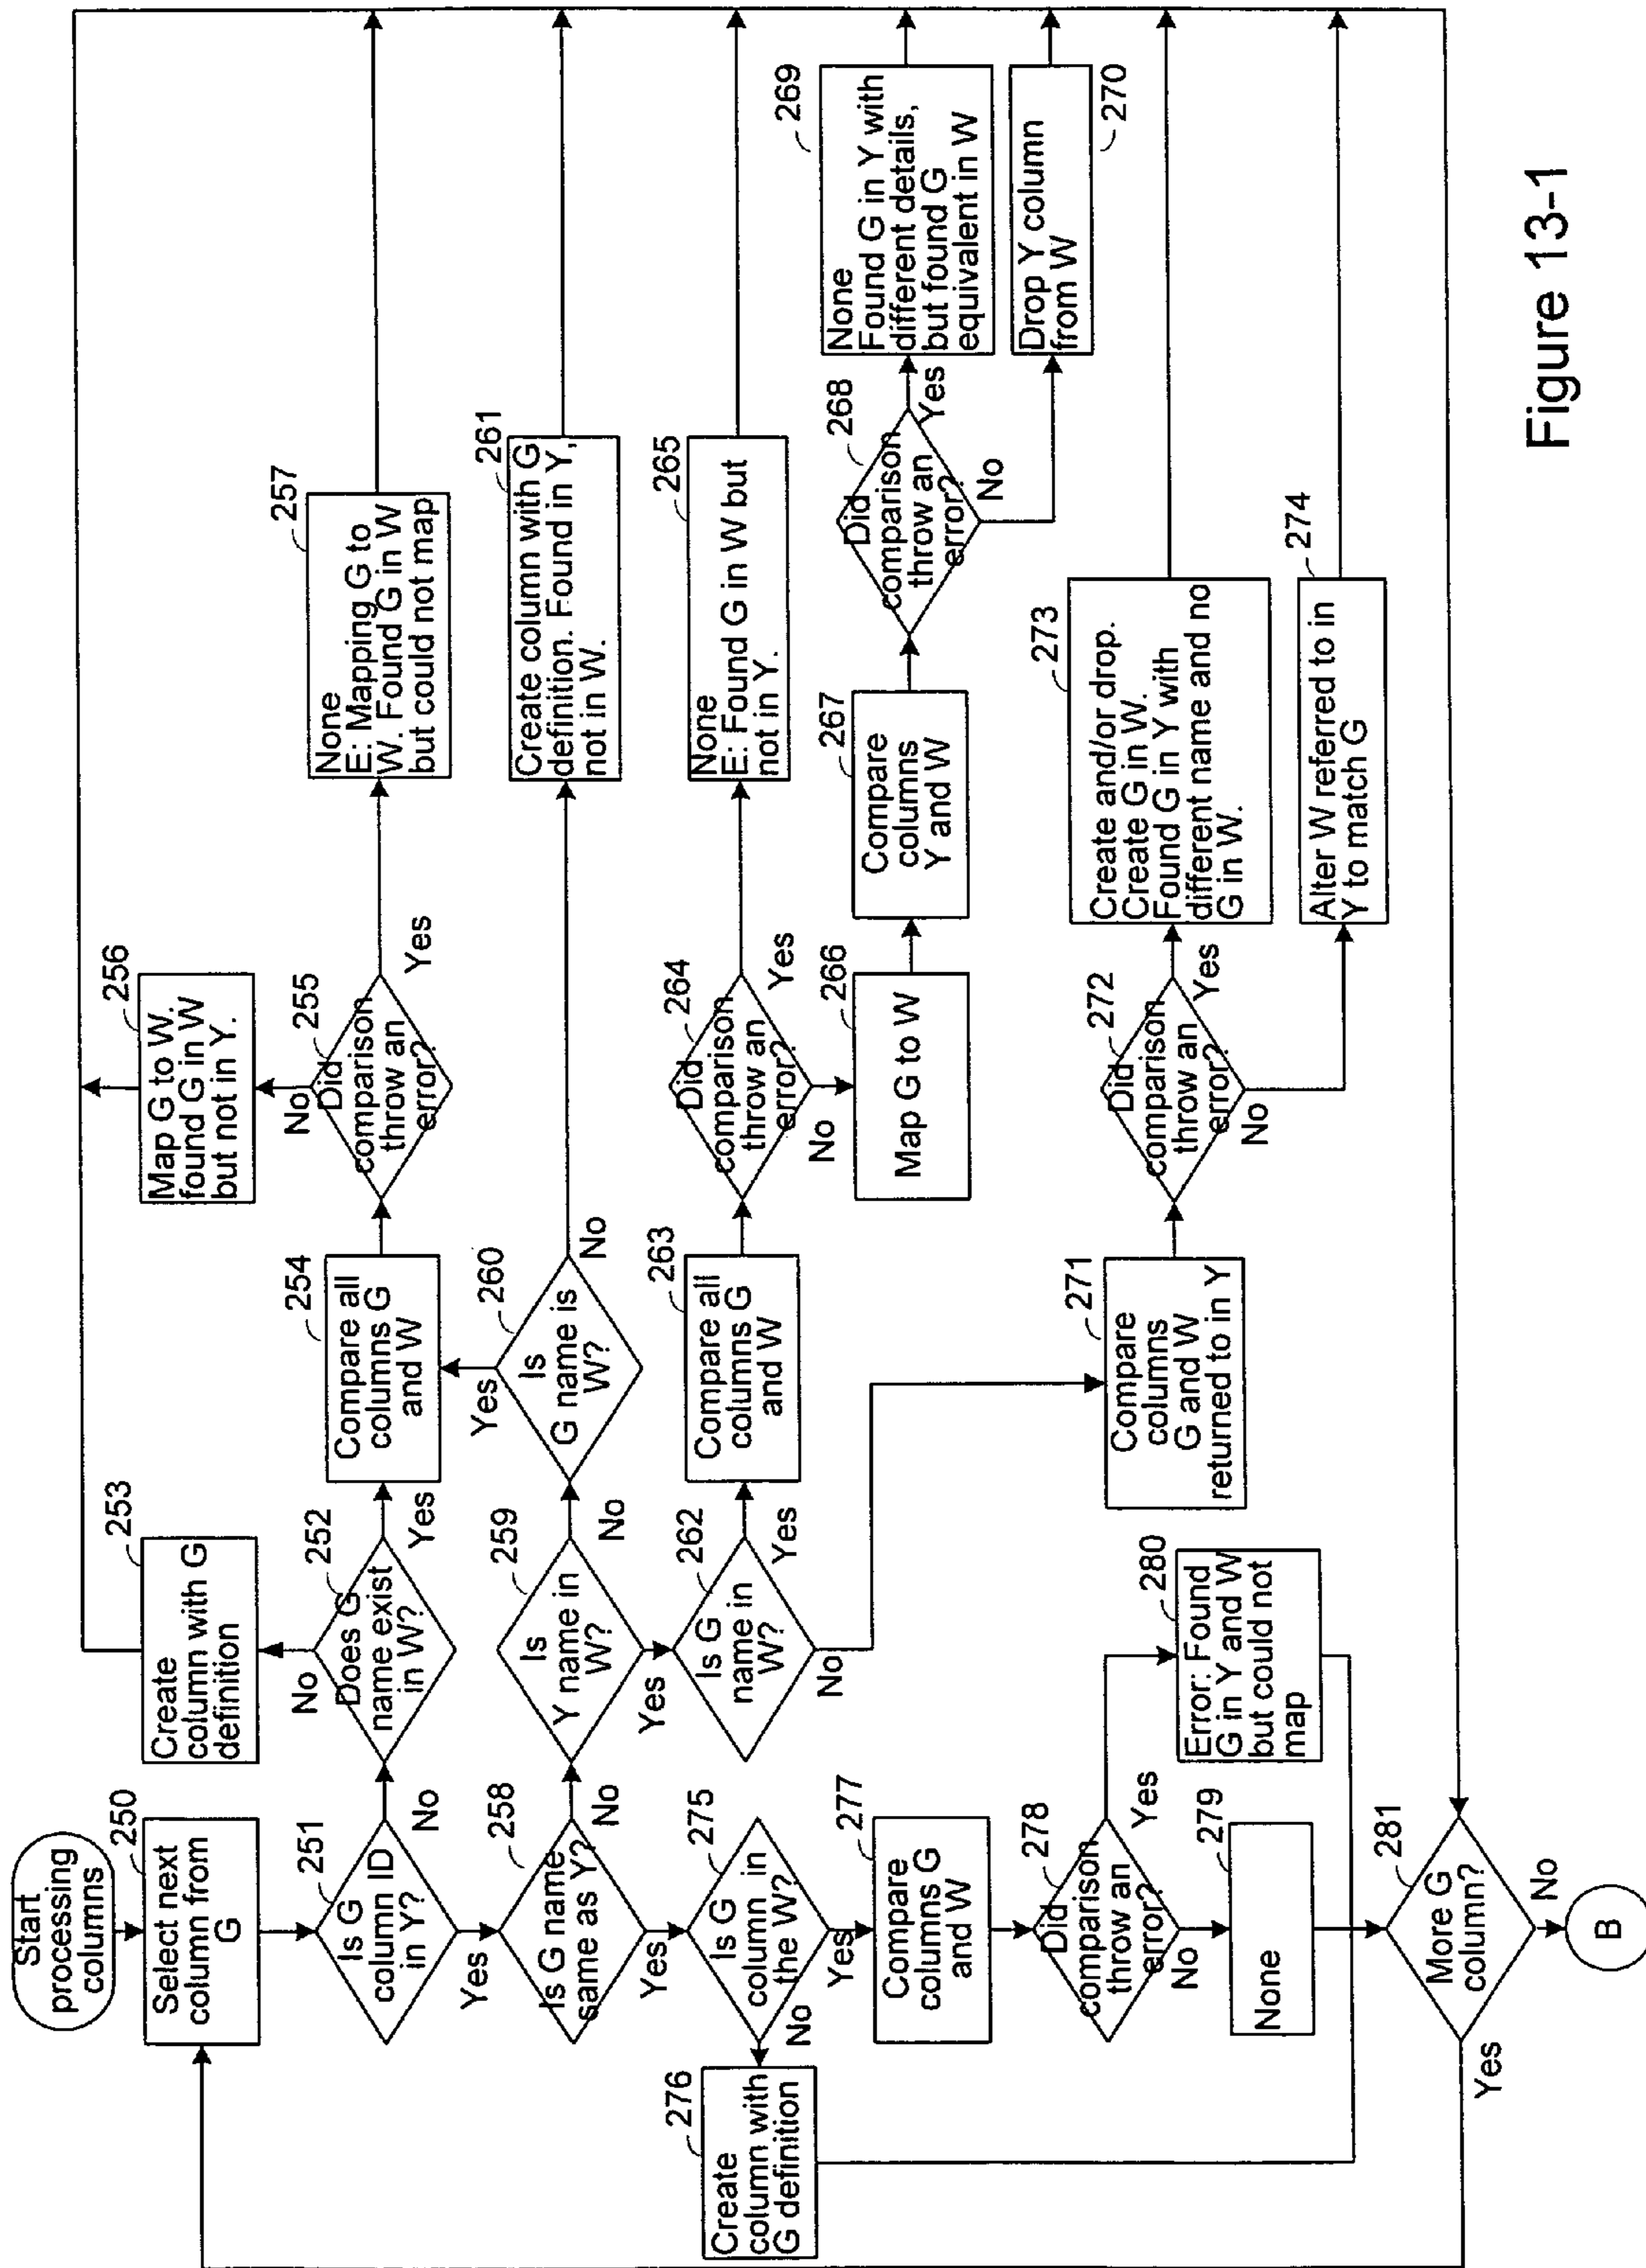 Start
processing
columns
250
Select next
column from
G
251
Is G
column ID
in Y?
No
Yes
252
Does G
name exist
in W?
No
Yes
253
Create
column with G
definition
254
Compare all
columns G
and W
255
Did
comparison
throw an
error?
No
Yes
256
Map G to W.
found G in W
but not in Y.
257
None
E: Mapping G to
W. Found G in W
but could not map
258
Is G name
same as Y?
No
Yes
259
Is
Y name in
W?
No
Yes
260
Is
G name is
W?
Yes
No
261
Create column with G
definition. Found in Y,
not in W.
262
Is G
name in
W?
Yes
No
263
Compare all
columns G
and W
264
Did
comparison
throw an
error?
Yes
No
265
None
E: Found G in W but
not in Y.
266
Map G to W
267
Compare
columns
Y and W
268
Did
comparison
throw an
error?
Yes
No
269
None
Found G in Y with
different details,
but found G
equivalent in W
270
Drop Y column
from W
271
Compare
columns
G and W
returned to in Y
272
Did
comparison
throw an
error?
Yes
No
273
Create and/or drop.
Create G in W.
Found G in Y with
different name and no
G in W.
274
Alter W referred to in
Y to match G
275
Is G
column in
the W?
No
Yes
276
Create
column with
G definition
277
Compare
columns G
and W
278
Did
comparison
throw an
error?
Yes
No
279
None
280
Error: Found
G in Y and W
but could not
map
281
More G
column?
Yes
No
B
Figure 13-1